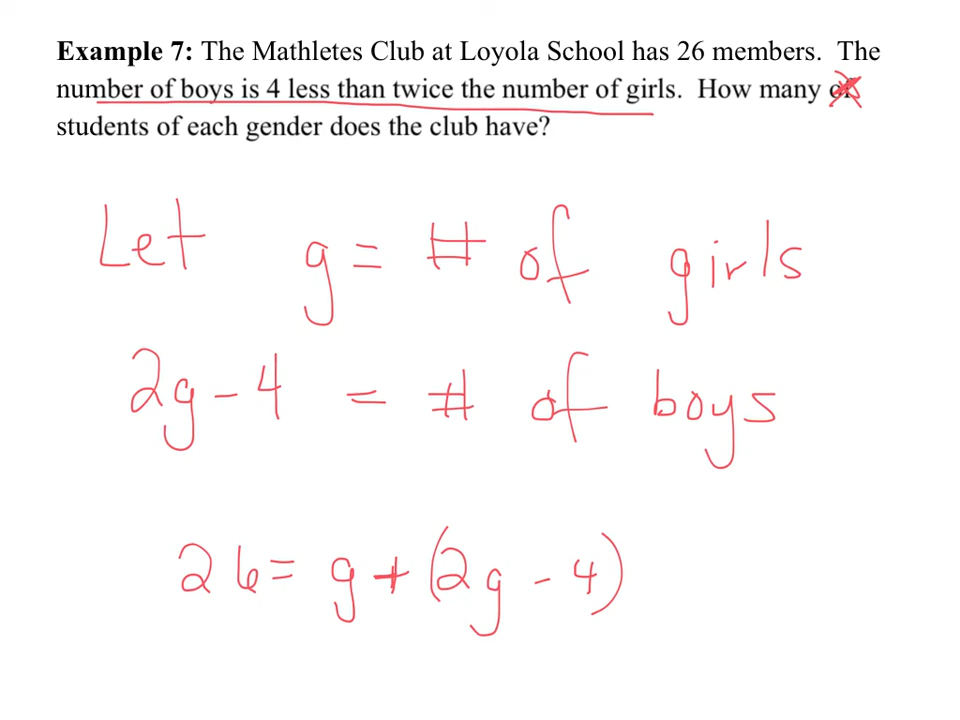 Example 7: The Mathletes Club at Loyola School has 26 members. The
number of boys is 4 less than twice the number of girls. How many
students of each gender does the club have?
Let g = # of girls
2g - 4 = # of boys
26 = g + (2g - 4)